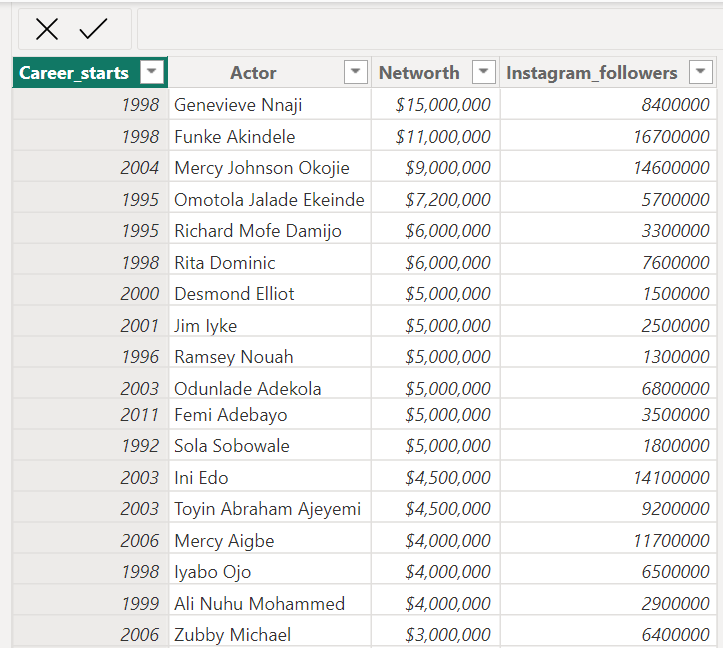 Career_starts Actor Networth Instagram_followers
1998 Genevieve Nnaji $15,000,000 8400000
1998 Funke Akindele $11,000,000 16700000
2004 Mercy Johnson Okojie $9,000,000 14600000
1995 Omotola Jalade Ekeinde $7,200,000 5700000
1995 Richard Mofe Damijo $6,000,000 3300000
1998 Rita Dominic $6,000,000 7600000
2000 Desmond Elliot $5,000,000 1500000
2001 Jim Iyke $5,000,000 2500000
1996 Ramsey Nouah $5,000,000 1300000
2003 Odunlade Adekola $5,000,000 6800000
2011 Femi Adebayo $5,000,000 3500000
1992 Sola Sobowale $5,000,000 1800000
2003 Ini Edo $4,500,000 14100000
2003 Toyin Abraham Ajeyemi $4,500,000 9200000
2006 Mercy Aigbe $4,000,000 11700000
1998 Iyabo Ojo $4,000,000 6500000
1999 Ali Nuhu Mohammed $4,000,000 2900000
2006 Zubby Michael $3,000,000 6400000